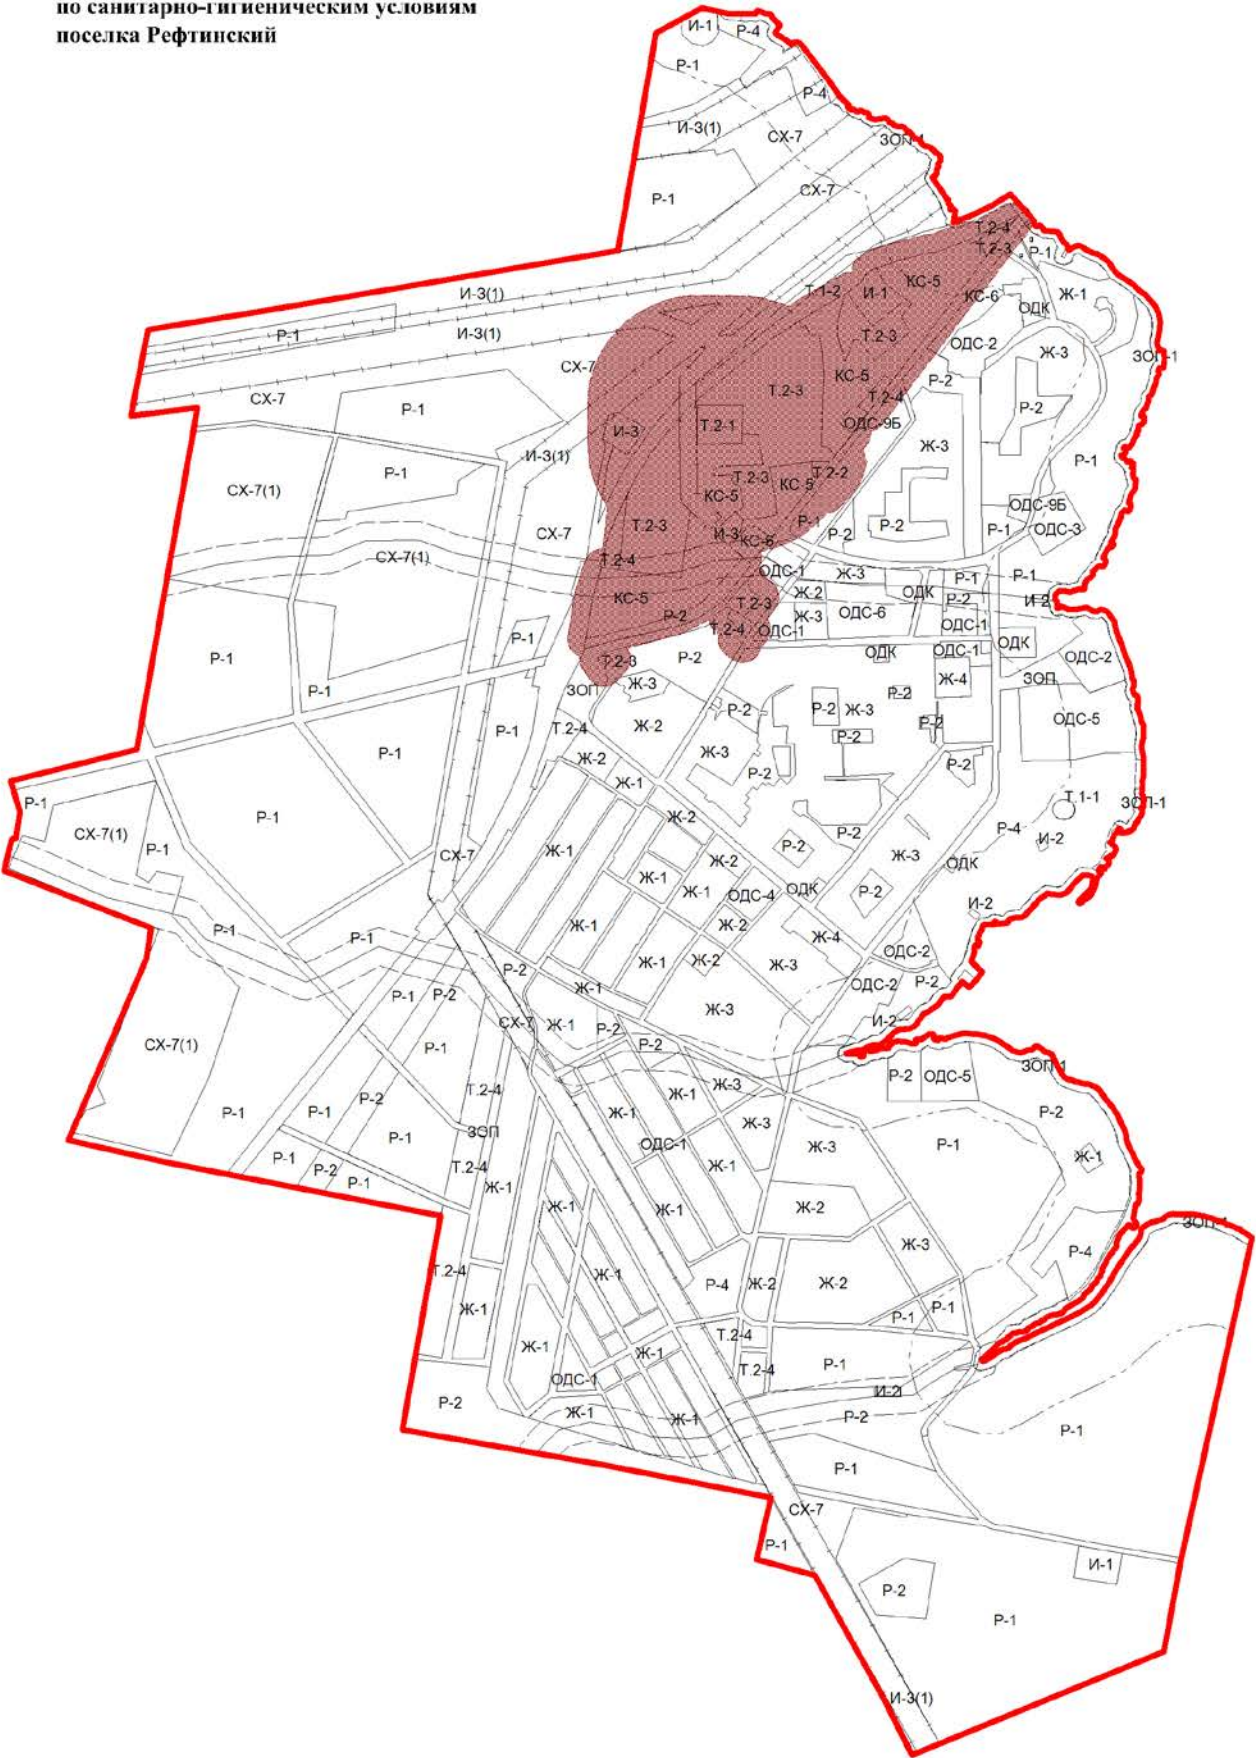 по санитарно-гигиеническим условиям
поселка Рефтинский
И-1
Р-4
Р-1
Р-4
И-3(1)
СХ-7
ЗОП-1
СХ-7
Р-1
Т.2-4
Т.2-3
Р-1
КС-5
И-3(1)
Т.1-2
И-1
КС-6
Ж-1
ОДК
Р-1
И-3(1)
Т.2-3
ОДС-2
Ж-3
ЗОП-1
СХ-7
КС-5
Р-2
Т.2-3
СХ-7
Т.2-4
Р-1
Р-2
Т.2-1
ОДС-9Б
И-3
Ж-3
И-3(1)
Р-1
Р-1
Т.2-3
Т.2-2
КС-5
СХ-7(1)
КС-5
ОДС-9Б
Т.2-3
Р-1
Р-2
Р-1
ОДС-3
СХ-7
И-3
КС-6
Р-2
СХ-7(1)
Т.2-4
ОДС-1
Ж-3
Р-1
Р-1
КС-5
Ж-2
ОДК
Р-2
И-2
Т.2-3
Р-2
Ж-3
ОДС-6
ОДС-1
Т.2-4
ОДС-1
Р-1
ОДК
ОДС-1
ОДК
Р-1
Т.2-3
Р-2
ОДС-2
ЗОП
Ж-3
Ж-4
ЗОП
Р-1
Р-2
Р-2
Р-2
Ж-3
Т.2-4
Ж-2
Р-2
ОДС-5
Р-1
Р-2
Р-1
Ж-2
Ж-3
Р-2
Р-2
Ж-1
Т.1-1
ЗОП-1
Р-1
Р-1
Ж-2
Р-4
СХ-7(1)
Р-2
И-2
Р-1
Ж-1
Р-2
СХ-7
Ж-2
Ж-3
ОДК
Ж-1
Ж-1
ОДС-4
ОДК
Р-2
И-2
Ж-1
Ж-2
Р-1
Р-1
Ж-4
ОДС-2
Р-2
Ж-1
Ж-2
Ж-3
Ж-1
ОДС-2
Р-2
Р-1
Р-2
Ж-3
СХ-7
Ж-1
Р-2
И-2
СХ-7(1)
Р-1
Р-2
ЗОП-1
Р-2
ОДС-5
Т.2-4
Ж-1
Ж-3
Р-1
Р-1
Р-2
Ж-1
Р-2
ЗОП
Ж-3
Р-1
ОДС-1
Ж-3
Р-1
Р-1
Р-2
Т.2-4
Ж-1
Ж-1
Р-1
Ж-1
Ж-1
Ж-1
Ж-2
ЗОП-1
Ж-3
Р-4
Т.2-4
Ж-1
Р-4
Ж-2
Ж-2
Ж-1
Р-1
Р-1
Т.2-4
Ж-1
Ж-1
Р-1
Т.2-4
ОДС-1
И-2
Р-2
Ж-1
Ж-1
Р-2
Р-1
Р-1
СХ-7
Р-1
И-1
Р-2
Р-1
И-3(1)